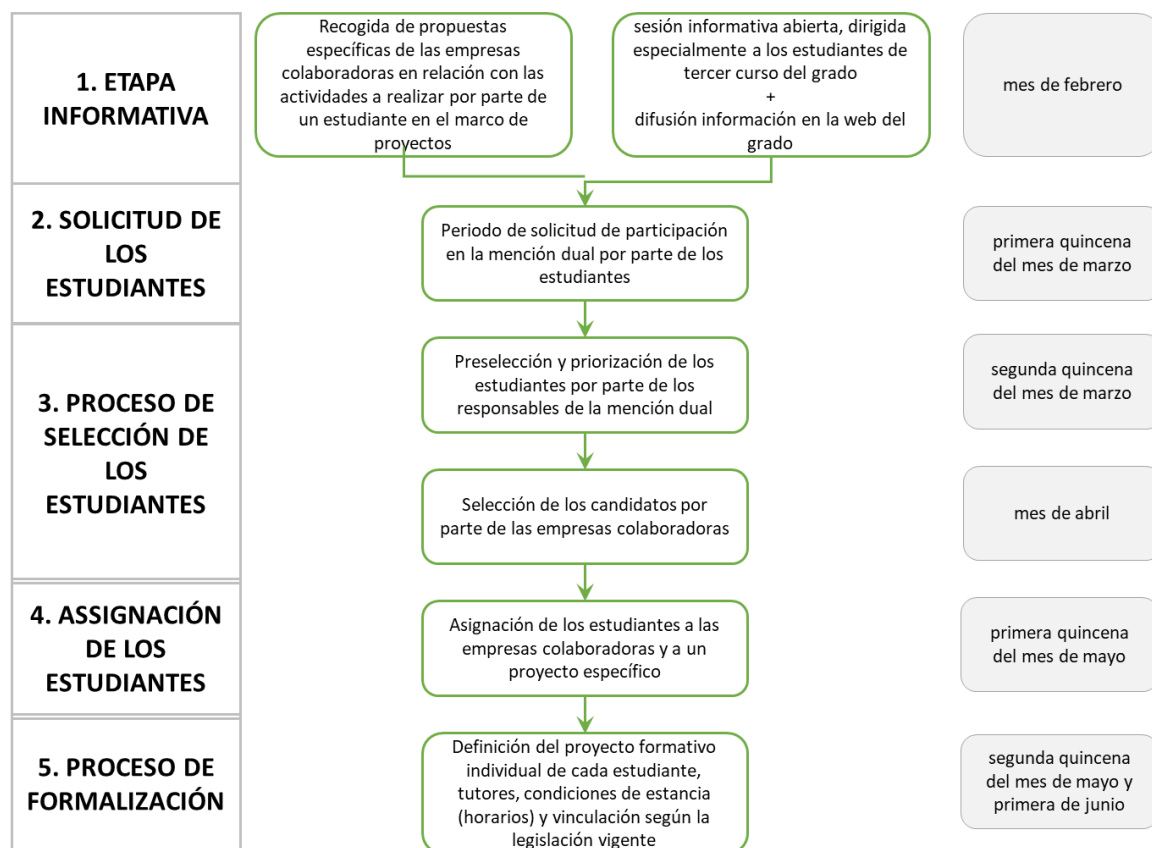 1. ETAPA
INFORMATIVA
Recogida de propuestas
específicas de las empresas
colaboradoras en relación con las
actividades a realizar por parte de
un estudiante en el marco de
proyectos
sesión informativa abierta, dirigida
especialmente a los estudiantes de
tercer curso del grado
+
difusión información en la web del
grado
mes de febrero
2. SOLICITUD DE
LOS
ESTUDIANTES
Periodo de solicitud de participación
en la mención dual por parte de los
estudiantes
primera quincena
del mes de marzo
3. PROCESO DE
SELECCIÓN DE
LOS
ESTUDIANTES
Preselección y priorización de los
estudiantes por parte de los
responsables de la mención dual
segunda quincena
del mes de marzo
Selección de los candidatos por
parte de las empresas colaboradoras
mes de abril
4. ASSIGNACIÓN
DE LOS
ESTUDIANTES
Asignación de los estudiantes a las
empresas colaboradoras y a un
proyecto específico
primera quincena
del mes de mayo
5. PROCESO DE
FORMALIZACIÓN
Definición del proyecto formativo
individual de cada estudiante,
tutores, condiciones de estancia
(horarios) y vinculación según la
legislación vigente
segunda quincena
del mes de mayo y
primera de junio